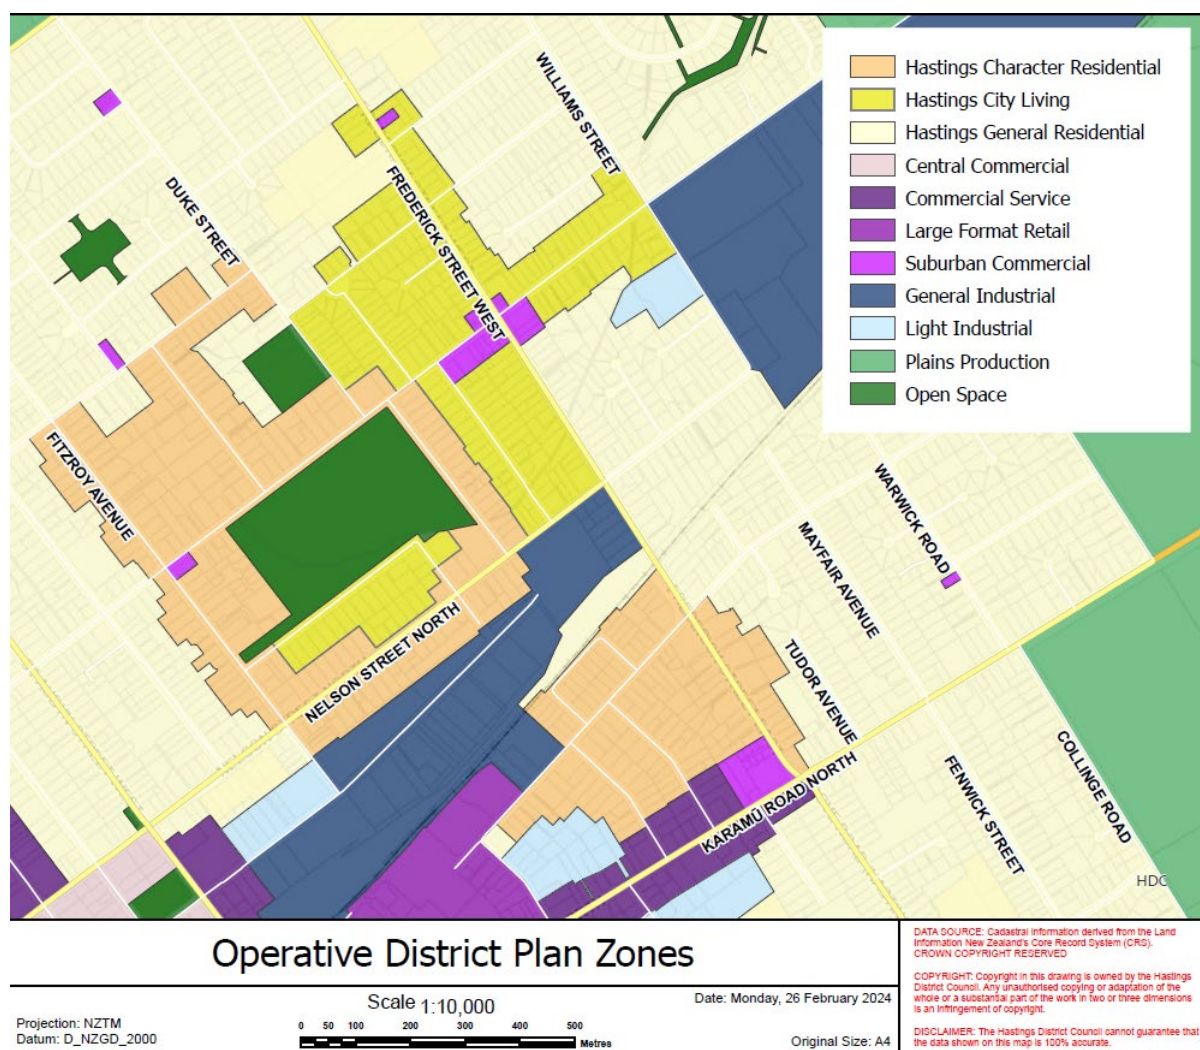 WILLIAMS STREET
DUKE STREET
FREDERICK STREET WEST
FITZROY AVENUE
NELSON STREET NORTH
WARWICK ROAD
MAYFAIR AVENUE
TUDOR AVENUE
KARAMŪ ROAD NORTH
FENWICK STREET
COLLINGE ROAD
HDC
Hastings Character Residential
Hastings City Living
Hastings General Residential
Central Commercial
Commercial Service
Large Format Retail
Suburban Commercial
General Industrial
Light Industrial
Plains Production
Open Space
Operative District Plan Zones
Projection: NZTM
Datum: D_NZGD_2000
Scale 1:10,000
0 50 100 200 300 400 500
Metres
Date: Monday, 26 February 2024
Original Size: A4
DATA SOURCE: Cadastral information derived from the Land
Information New Zealand's Core Record System (CRS).
CROWN COPYRIGHT RESERVED
COPYRIGHT: Copyright in this drawing is owned by the Hastings
District Council. Any unauthorised copying or adaptation of the
whole or a substantial part of the work in two or three dimensions
is an infringement of copyright.
DISCLAIMER: The Hastings District Council cannot guarantee that
the data shown on this map is 100% accurate.